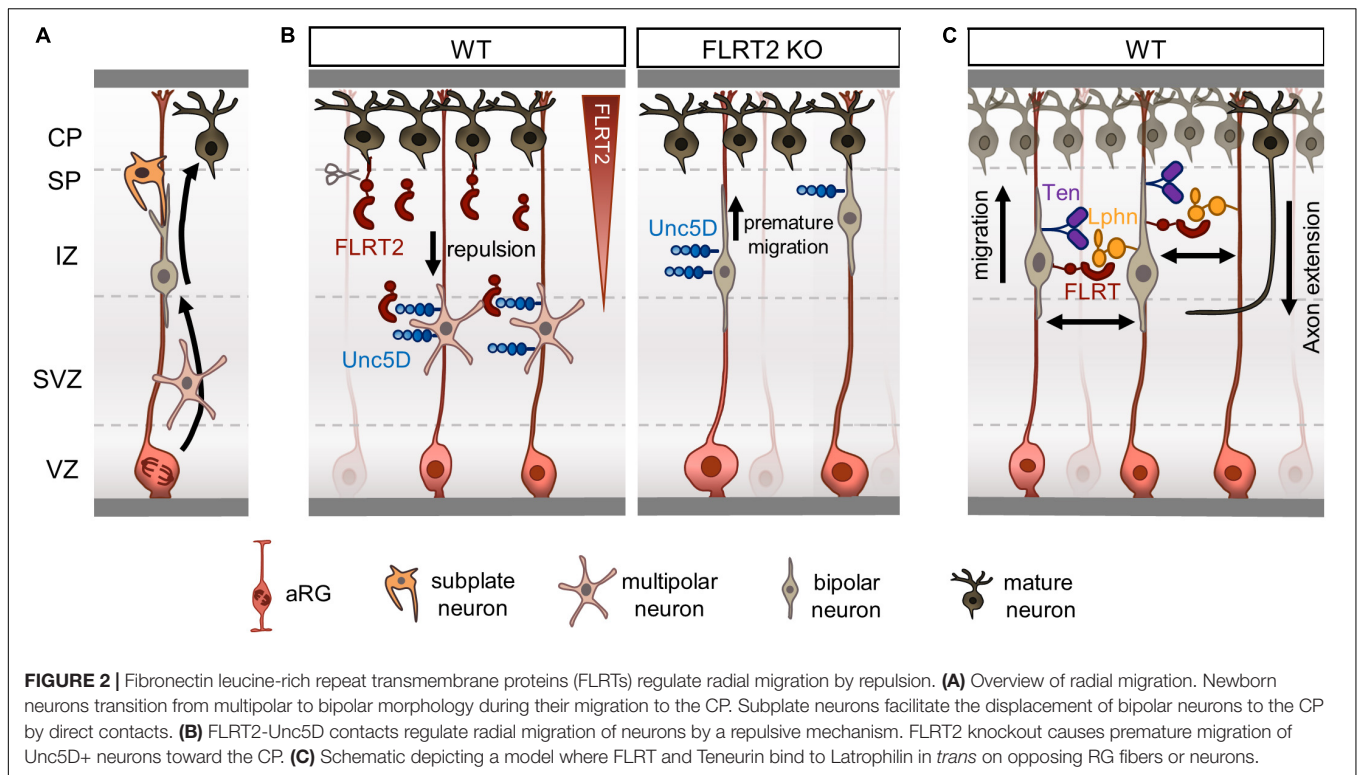 A
B
WT
FLRT2 KO
C
WT
CP
SP
IZ
SVZ
VZ
FLRT2
FLRT2
repulsion
Unc5D
Unc5D
premature
migration
migration
Ten
Lphn
FLRT
Axon extension
aRG
subplate
neuron
multipolar
neuron
bipolar
neuron
mature
neuron
FIGURE 2 | Fibronectin leucine-rich repeat transmembrane proteins (FLRTs) regulate radial migration by repulsion. (A) Overview of radial migration. Newborn
neurons transition from multipolar to bipolar morphology during their migration to the CP. Subplate neurons facilitate the displacement of bipolar neurons to the CP
by direct contacts. (B) FLRT2-Unc5D contacts regulate radial migration of neurons by a repulsive mechanism. FLRT2 knockout causes premature migration of
Unc5D+ neurons toward the CP. (C) Schematic depicting a model where FLRT and Teneurin bind to Latrophilin in trans on opposing RG fibers or neurons.